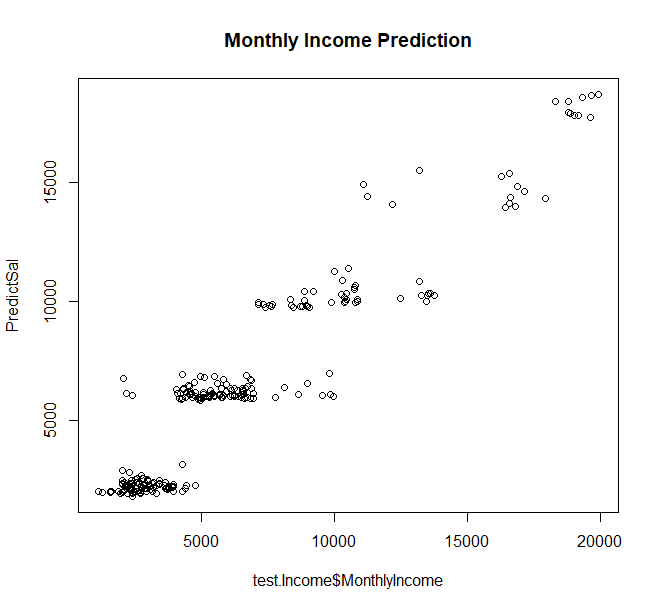 Monthly Income Prediction
15000
10000
5000
PredictSal
5000 10000 15000 20000
test.Income$MonthlyIncome